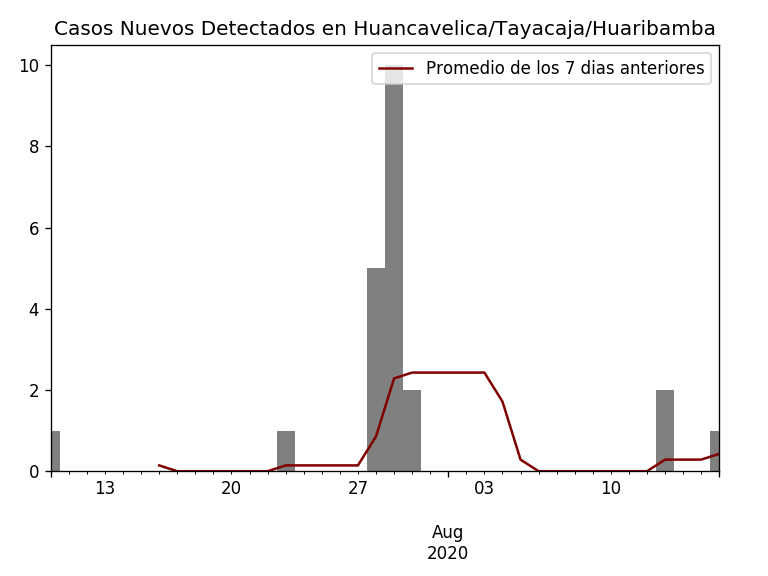 Casos Nuevos Detectados en Huancavelica/Tayacaja/Huaribamba
Promedio de los 7 dias anteriores
10
8
6
4
2
0
13 20 27 03 10
Aug
2020